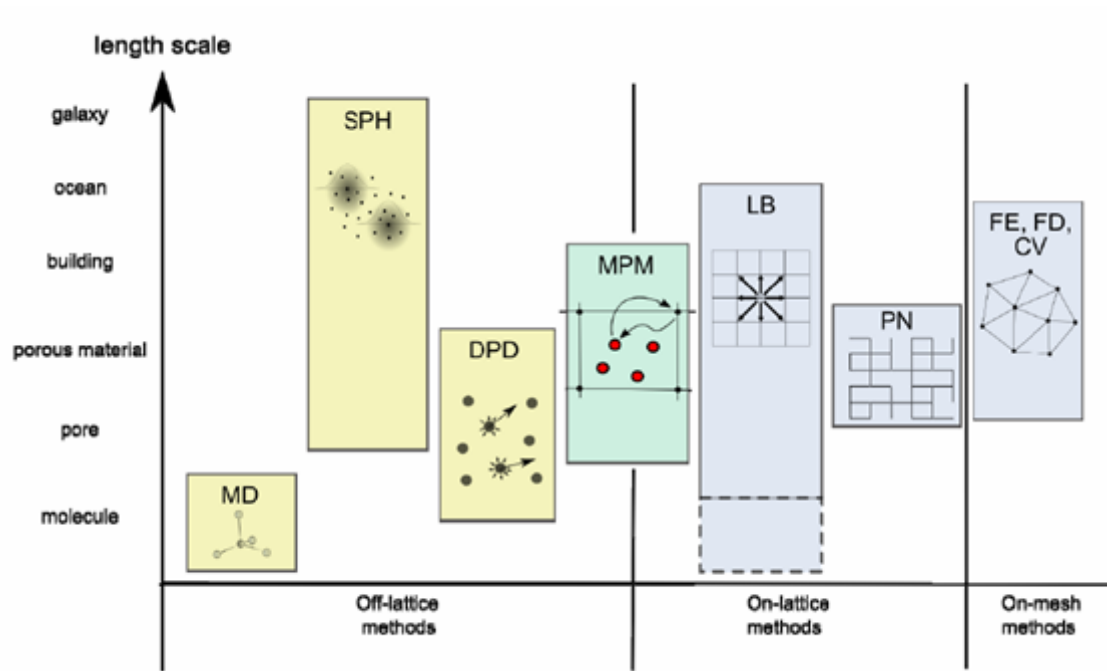 length scale
galaxy
ocean
building
porous material
pore
molecule
SPH
MD
DPD
MPM
LB
PN
FE, FD,
CV
Off-lattice
methods
On-lattice
methods
On-mesh
methods